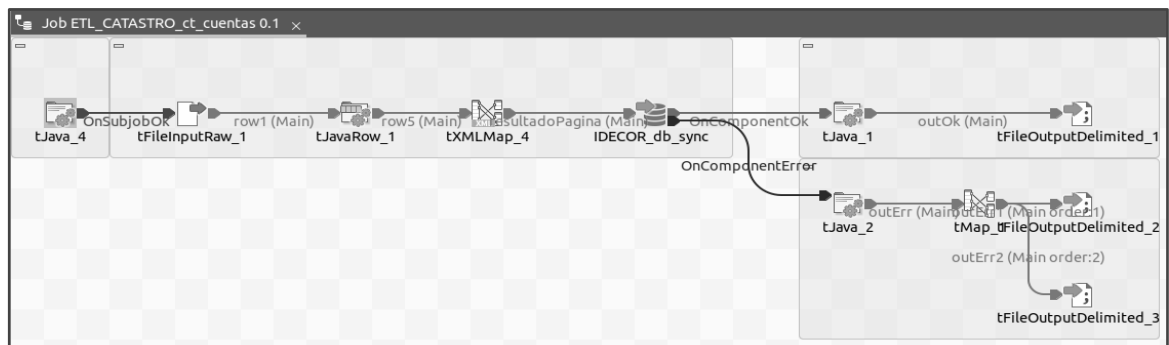 Job ETL_CATASTRO_ct_cuentas 0.1
OnSubjobOk
row1 (Main)
row5 (Main)
(Main)
OnComponentOk
outOk (Main)
tJava_4
tFileInputRaw_1
tJavaRow_1
tXMLMap_4
IDECOR_db_sync
tJava_1
tFileOutputDelimited_1
OnComponentError
outErr (Main)
(Main order:1)
tJava_2
tFileOutputDelimited_2
outErr2 (Main order:2)
tFileOutputDelimited_3